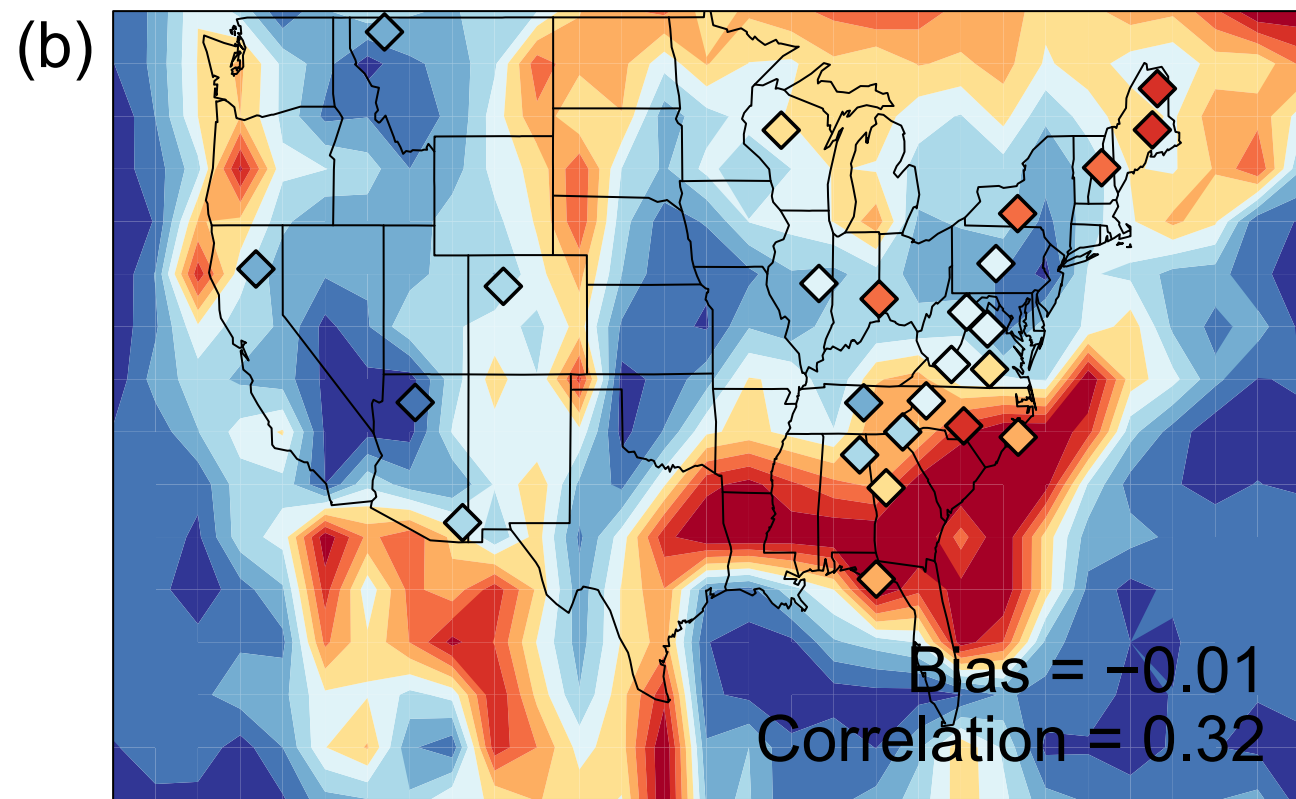 (b)
Bias = −0.01
Correlation = 0.32